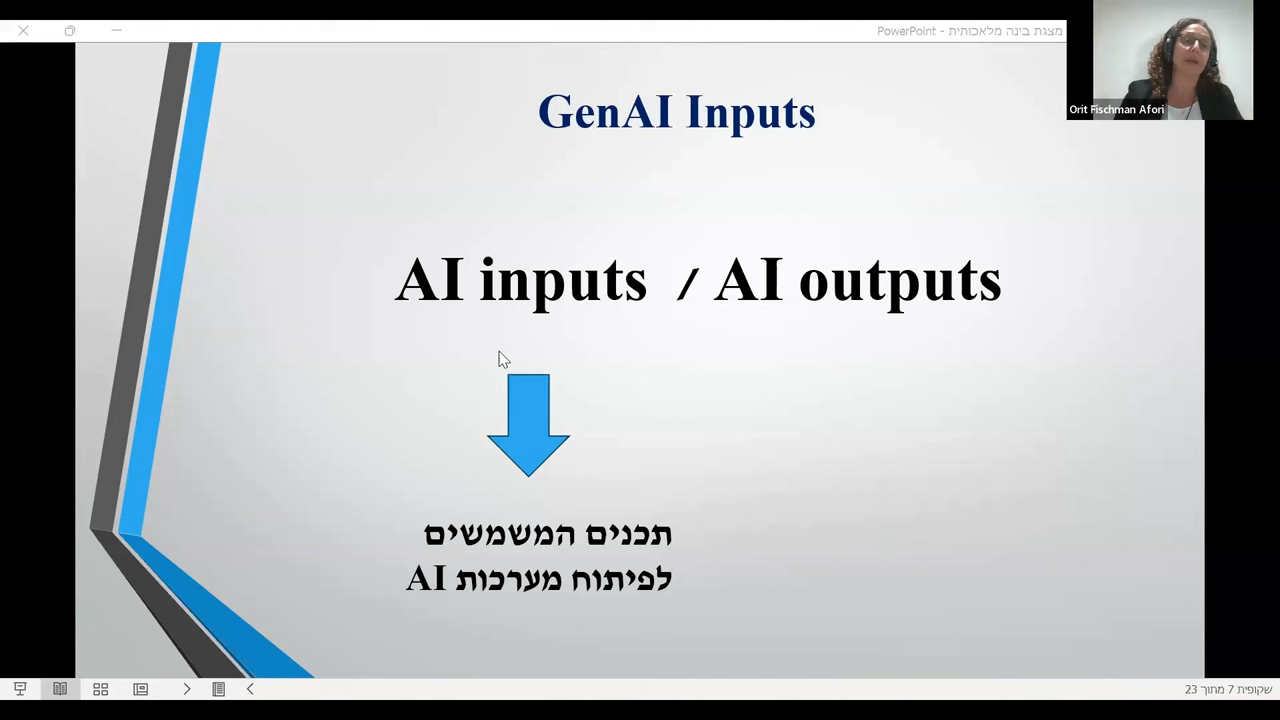 מצגת בינה מלאכותית - PowerPoint
Orit Fischman Afori
GenAI Inputs
AI inputs / AI outputs
תכנים המשמשים
לפיתוח מערכות AI
שקופית 7 מתוך 23